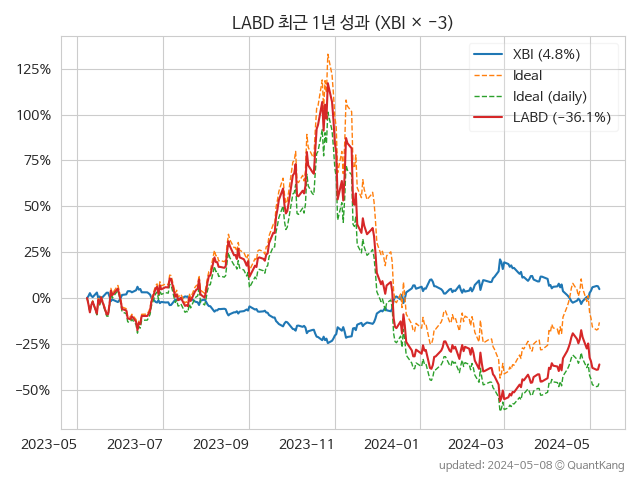 LABD 최근 1년 성과 (XBI × −3)
XBI (4.8%)
Ideal
Ideal (daily)
LABD (−36.1%)
125%
100%
75%
50%
25%
0%
−25%
−50%
2023-05 2023-07 2023-09 2023-11 2024-01 2024-03 2024-05
updated: 2024-05-08 © QuantKang